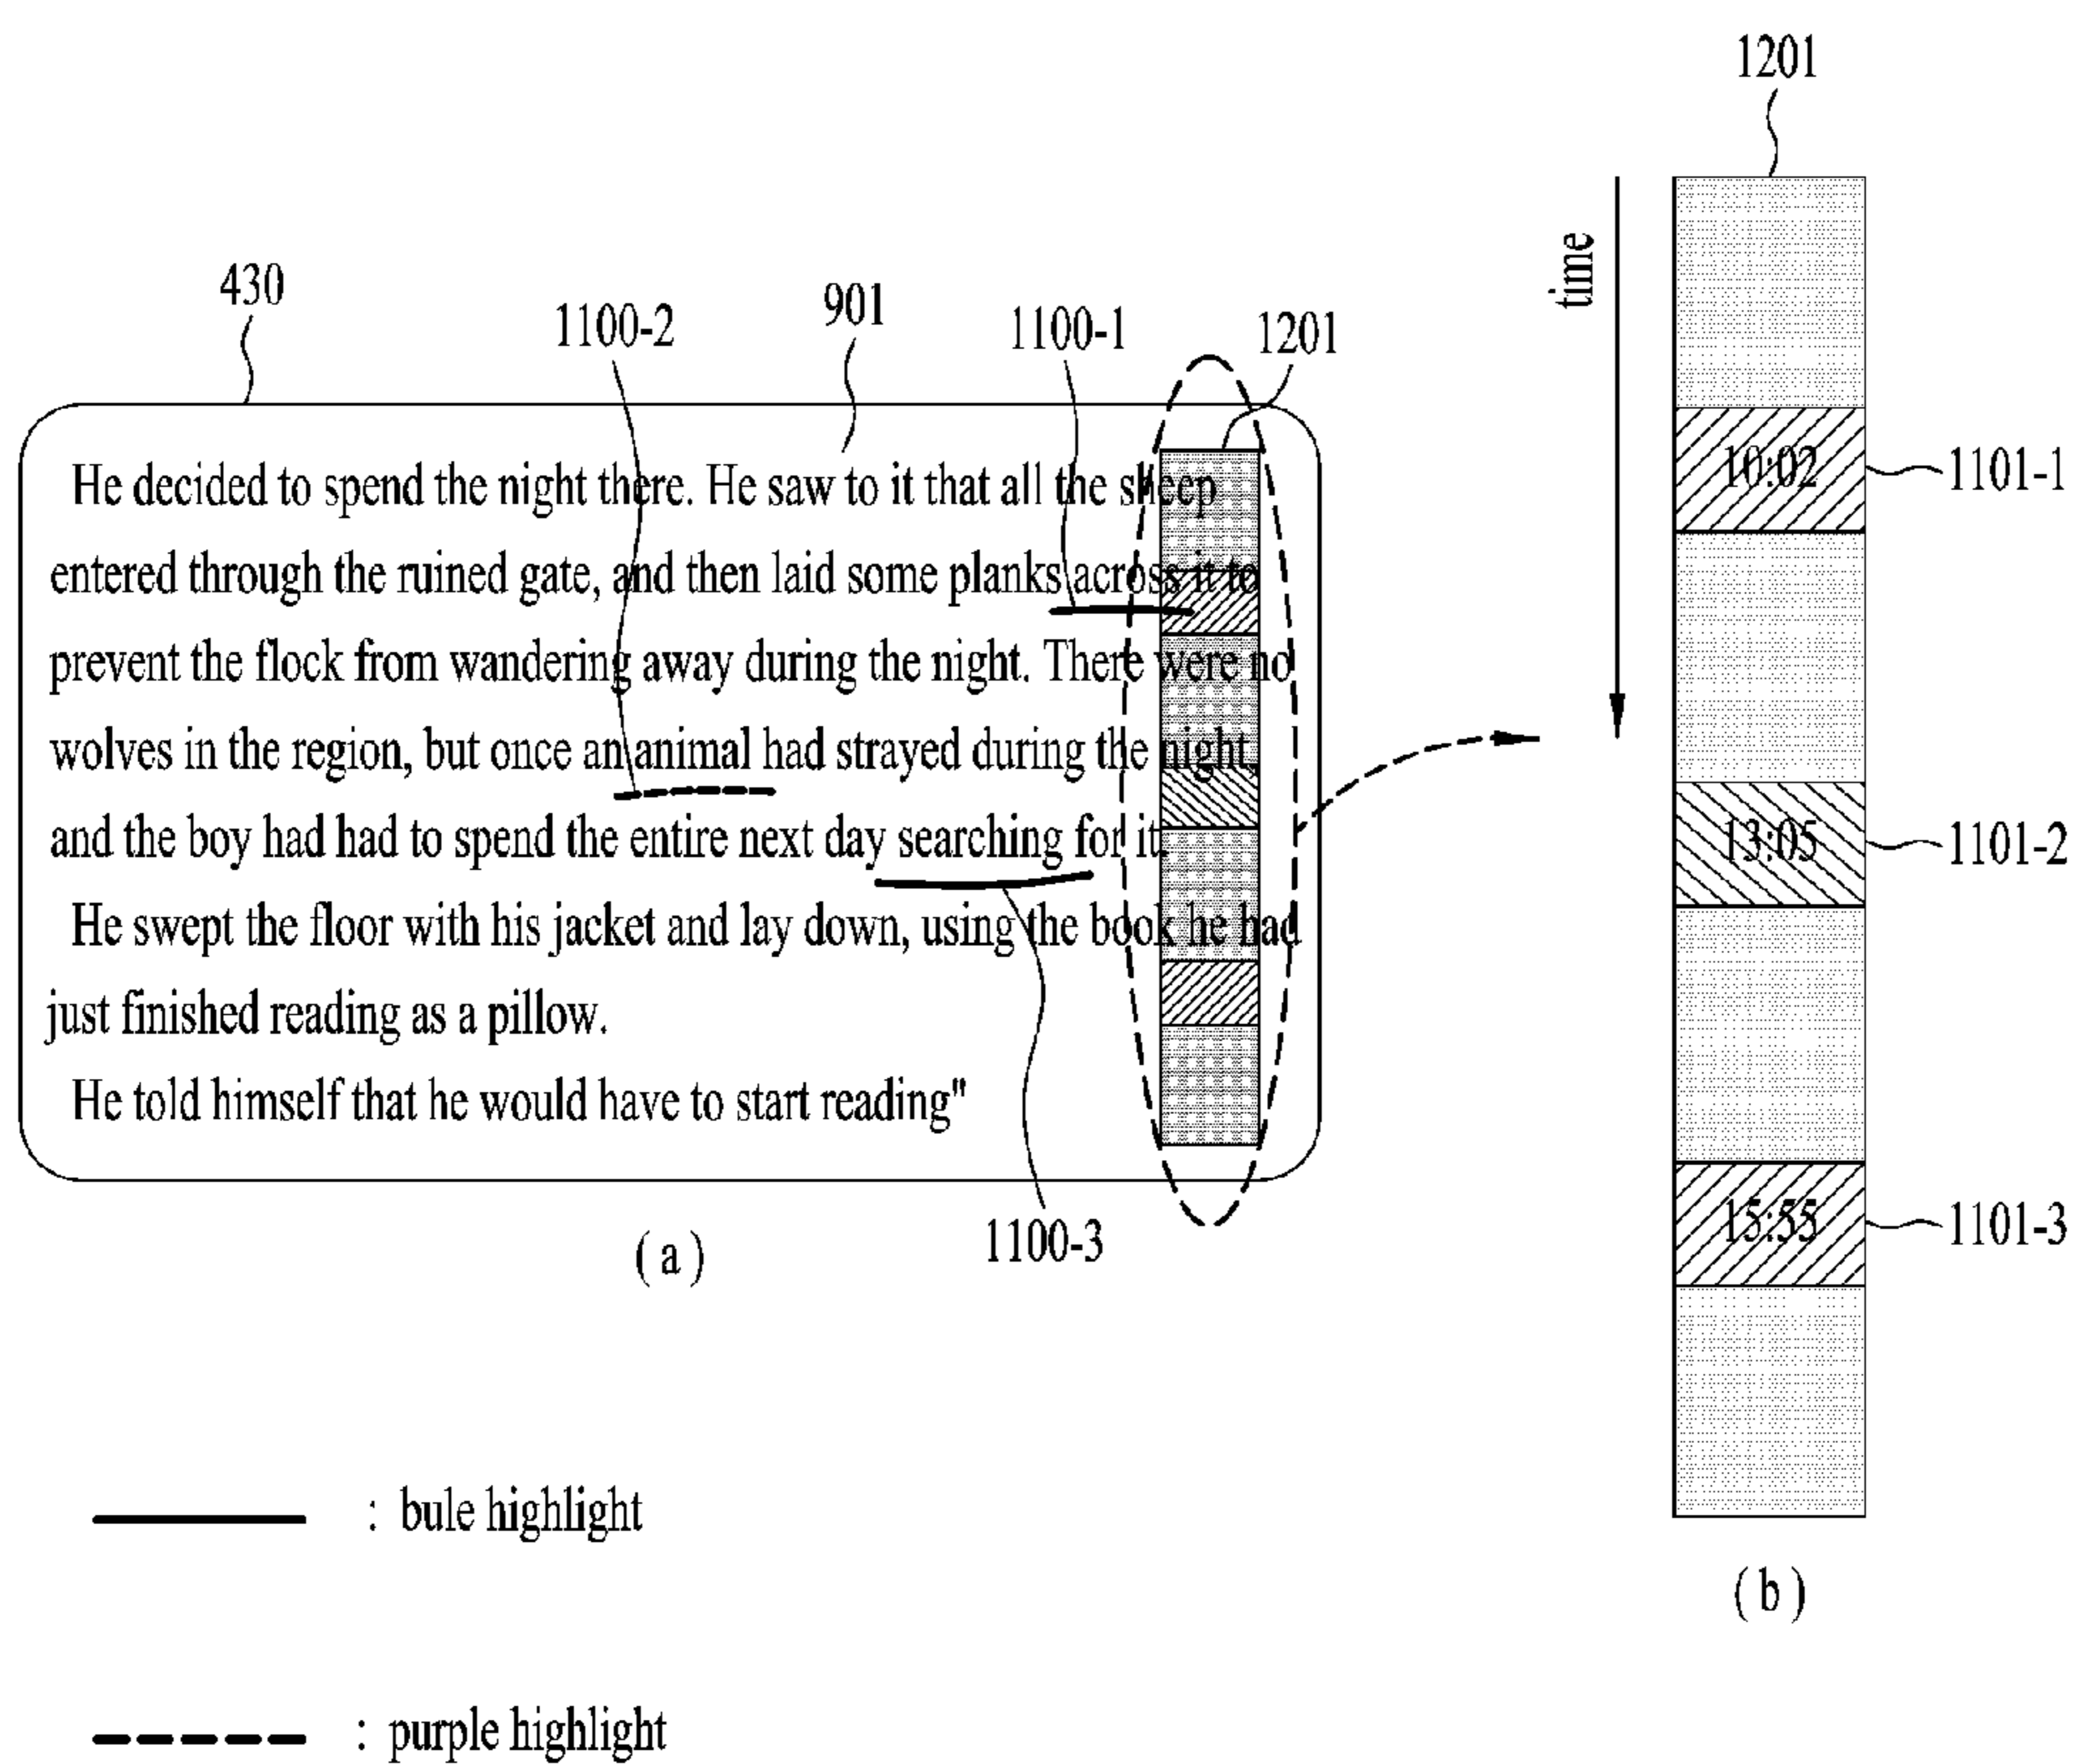 1201
430
1100-2
901
1100-1
1201
time
He decided to spend the night there. He saw to it that all the sheep
entered through the ruined gate, and then laid some planks across it to
prevent the flock from wandering away during the night. There were no
wolves in the region, but once an animal had strayed during the night,
and the boy had had to spend the entire next day searching for it.
He swept the floor with his jacket and lay down, using the book he had
just finished reading as a pillow.
He told himself that he would have to start reading"
1100-3
(a)
10:02
1101-1
13:05
1101-2
15:55
1101-3
(b)
: bule highlight
: purple highlight